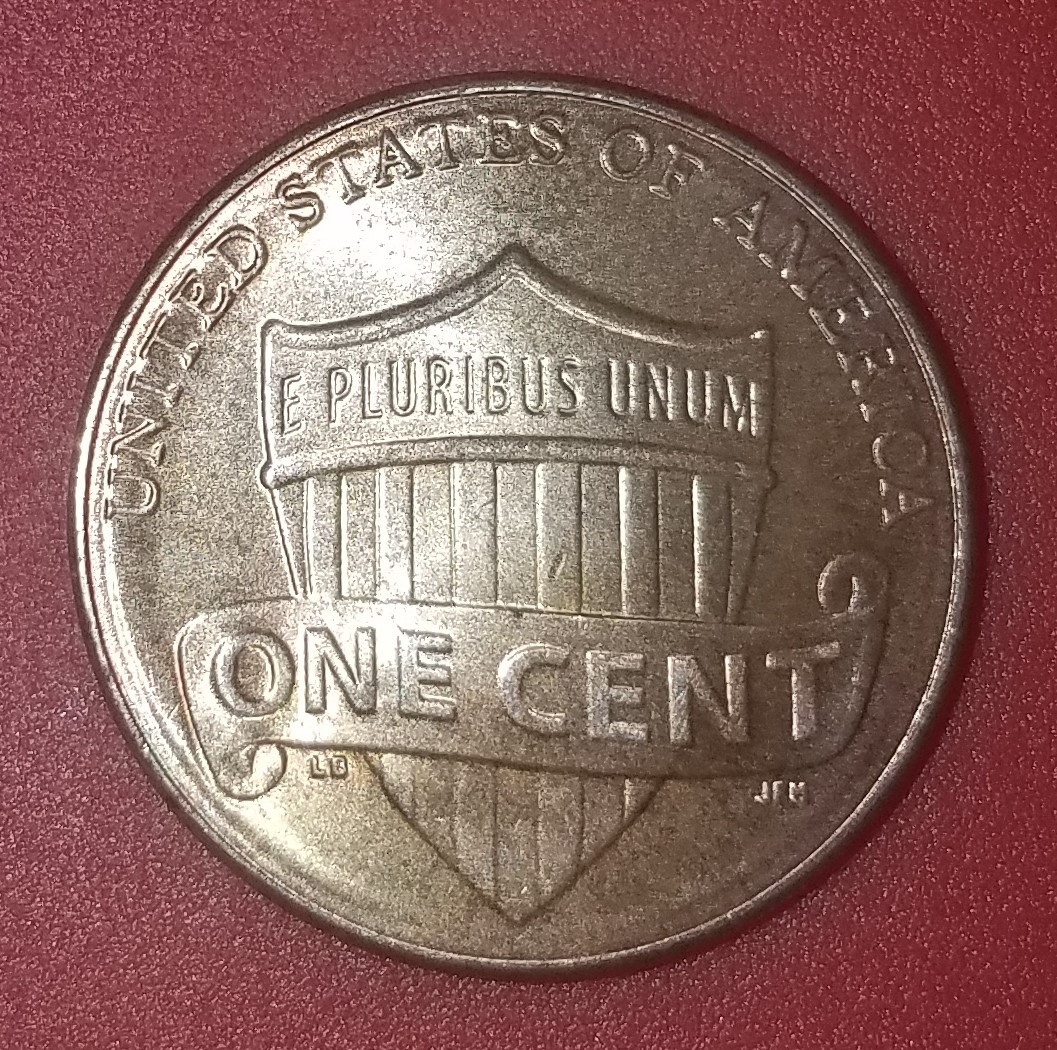 UNITED STATES OF AMERICA
E PLURIBUS UNUM
ONE CENT
LB
JFM